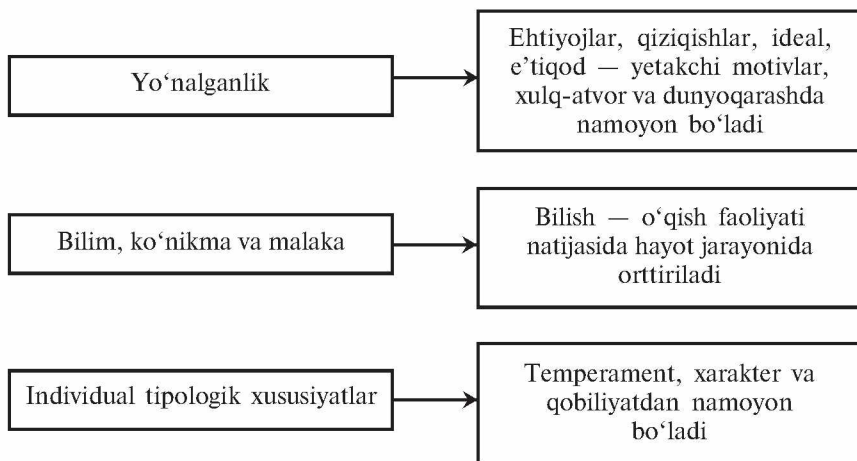 Yo‘nalganlik
Ehtiyojlar, qiziqishlar, ideal,
e’tiqod — yetakchi motivlar,
xulq-atvor va dunyoqarashda
namoyon bo‘ladi
Bilim, ko‘nikma va malaka
Bilish — o‘qish faoliyati
natijasida hayot jarayonida
orttiriladi
Individual tipologik xususiyatlar
Temperament, xarakter va
qobiliyatdan namoyon
bo‘ladi